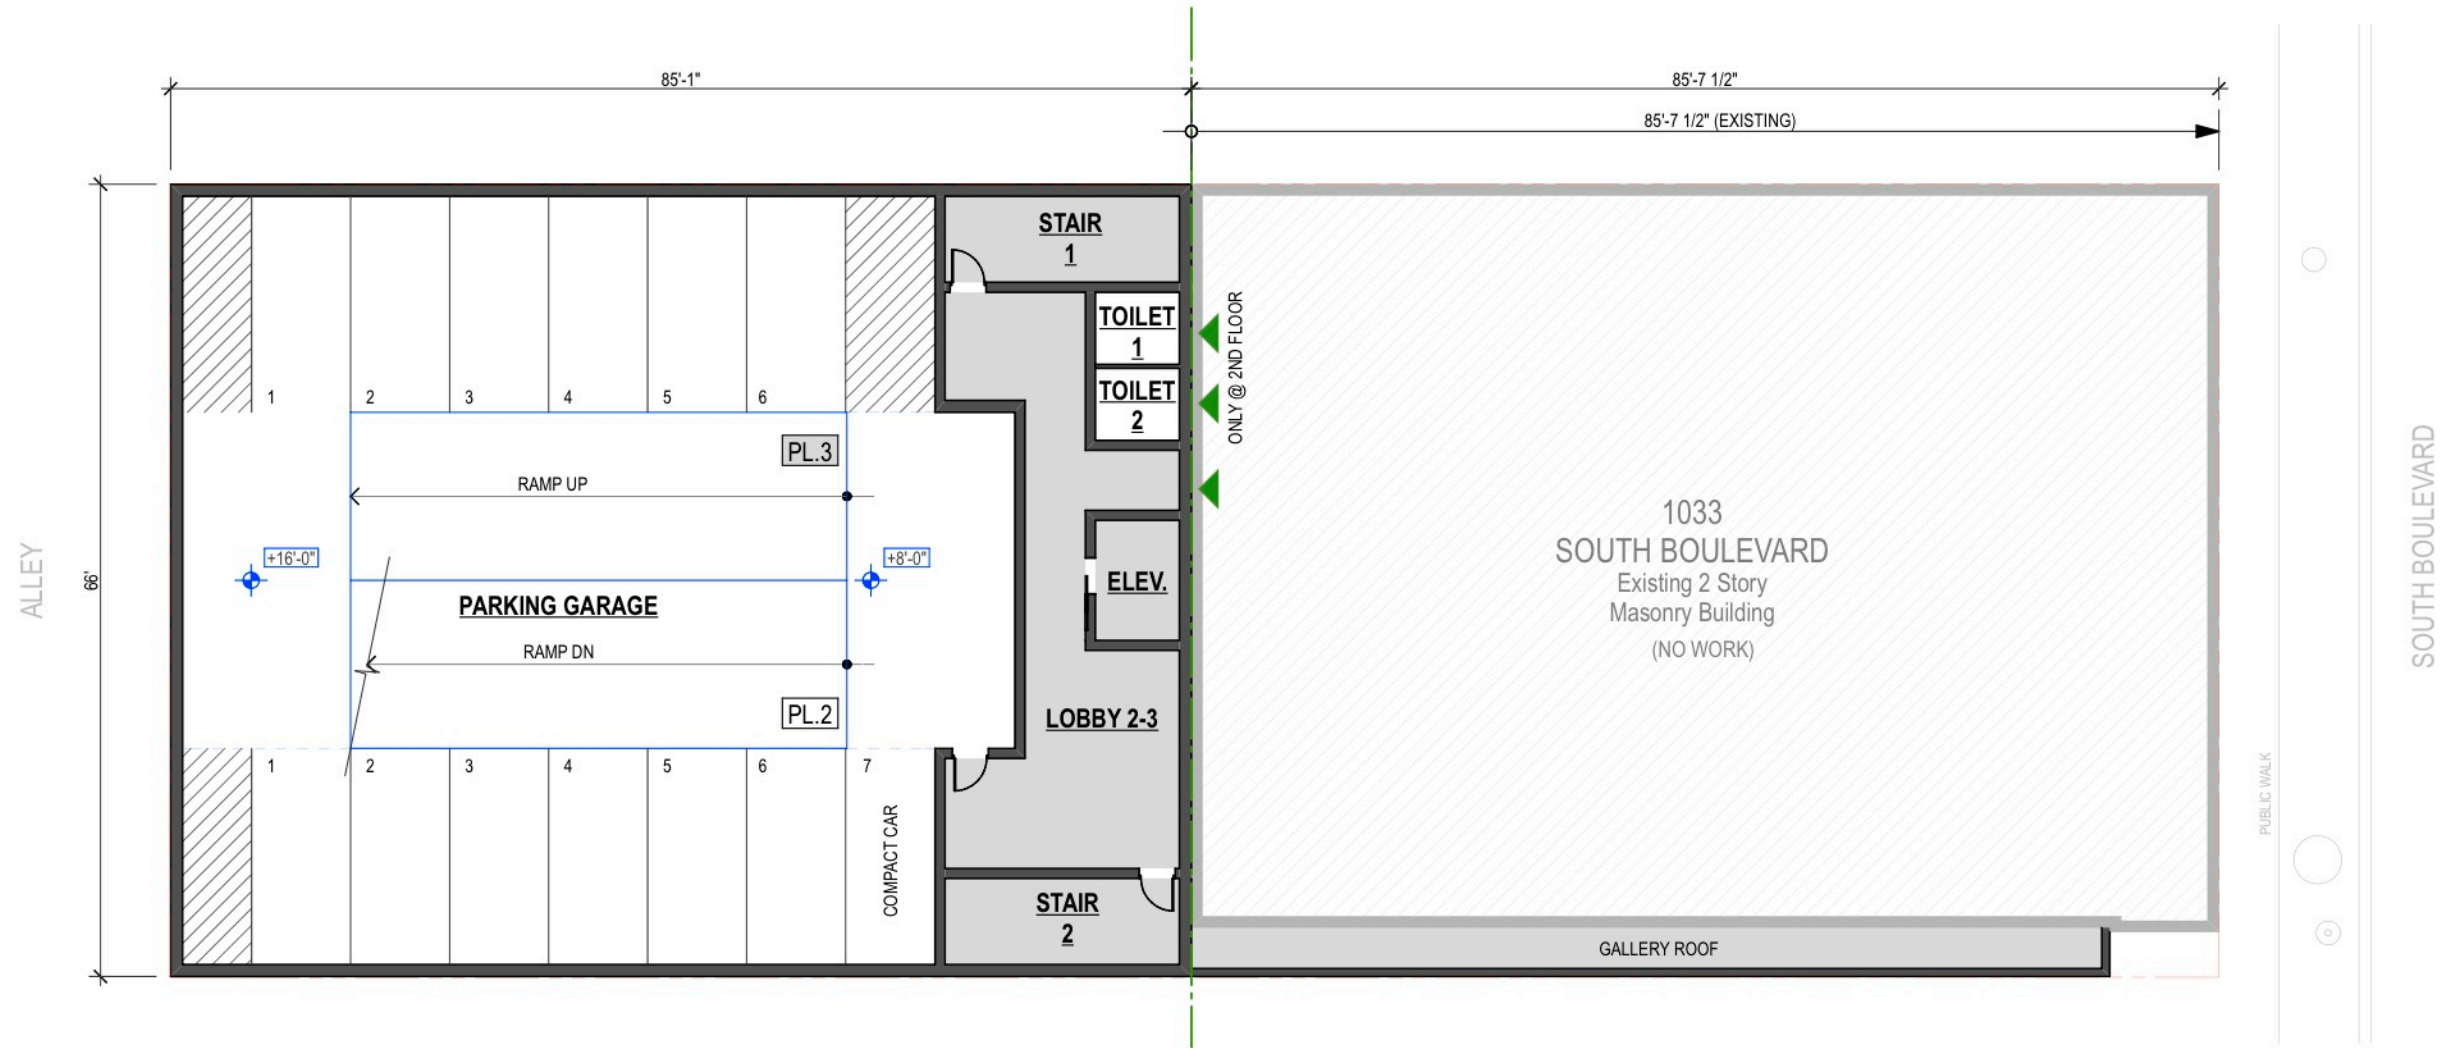 85'-1"
85'-7 1/2"
85'-7 1/2" (EXISTING)
STAIR
1
TOILET
1
TOILET
2
ONLY @ 2ND FLOOR
1 2 3 4 5 6
PL.3
RAMP UP
+16'-0"
+8'-0"
66'
ALLEY
PARKING GARAGE
ELEV.
RAMP DN
PL.2
LOBBY 2-3
1 2 3 4 5 6 7
COMPACT CAR
STAIR
2
1033
SOUTH BOULEVARD
Existing 2 Story
Masonry Building
(NO WORK)
GALLERY ROOF
PUBLIC WALK
SOUTH BOULEVARD